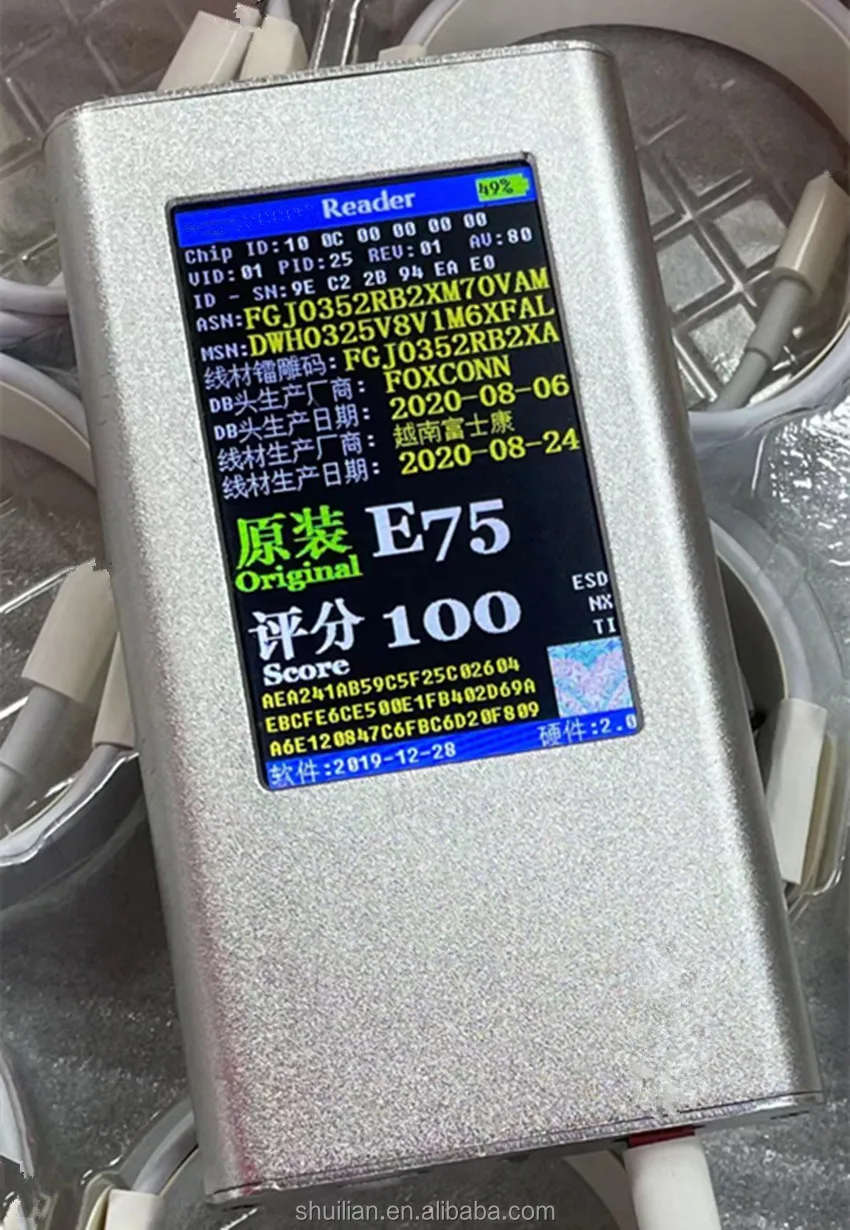 Reader
49%
Chip ID:10 0C 00 00 00 00
VID:01 PID:25 REV:01 AV:80
ID - SN:9E C2 2B 94 EA E0
ASN:FGJ0352RB2XM70VAM
MSN:DWH0325V8V1M6XFAL
线材镭雕码:FGJ0352RB2XA
DB头生产厂商: FOXCONN
DB头生产日期: 2020-08-06
线材生产厂商: 越南富士康
线材生产日期: 2020-08-24
原装 E75
Original
ESD
NX
TI
评分 100
Score
AEA241AB59C5F25C02604
EBCFE6CE500E1FB402D69A
A6E120847C6FBC6D20F809
软件:2019-12-28 硬件:2.0
shuilian.en.alibaba.com